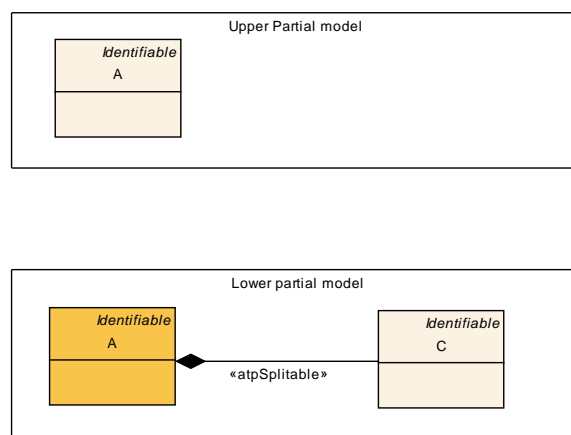 Upper Partial model
Identifiable
A
Lower partial model
Identifiable
A
«atpSplitable»
Identifiable
C